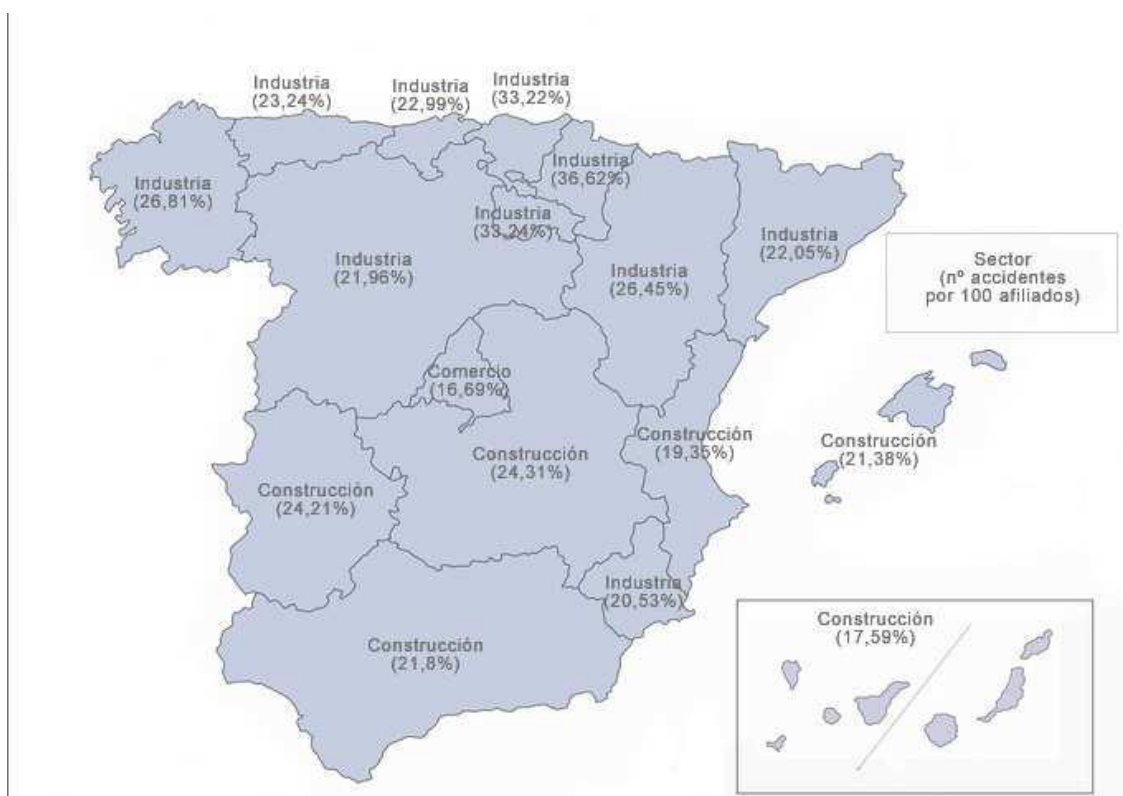 Industria
(23,24%)
Industria
(22,99%)
Industria
(33,22%)
Industria
(26,81%)
Industria
(36,62%)
Industria
(33,24%)
Industria
(21,96%)
Industria
(26,45%)
Industria
(22,05%)
Sector
(nº accidentes
por 100 afiliados)
Comercio
(16,69%)
Construcción
(19,35%)
Construcción
(21,38%)
Construcción
(24,31%)
Construcción
(24,21%)
Industria
(20,53%)
Construcción
(21,8%)
Construcción
(17,59%)